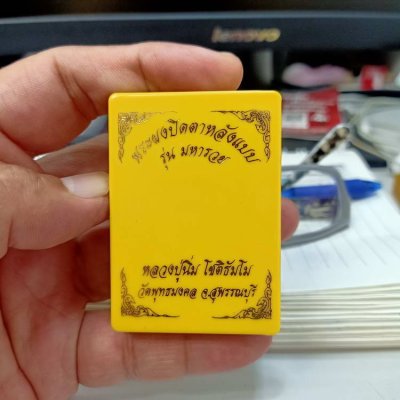 lenovo
พระผงปิดตาหลังแบบ
รุ่น มหารวย
หลวงปู่นิ่ม โชติธัมโม
วัดพุทธมงคล จ.สุพรรณบุรี